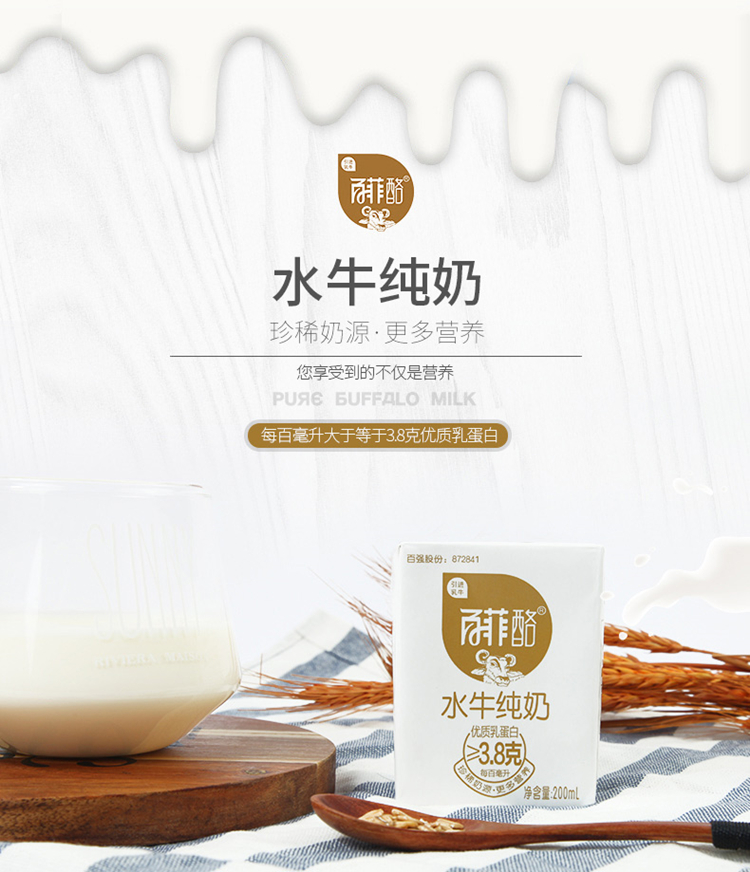 引进
乳牛
百菲酪®
水牛纯奶
珍稀奶源·更多营养
您享受到的不仅是营养
PURE BUFFALO MILK
每百毫升大于等于3.8克优质乳蛋白
百强股份：872841
引进
乳牛
百菲酪®
水牛纯奶
优质乳蛋白
≥3.8克
每百毫升
珍稀奶源·更多营养
净含量:200mL